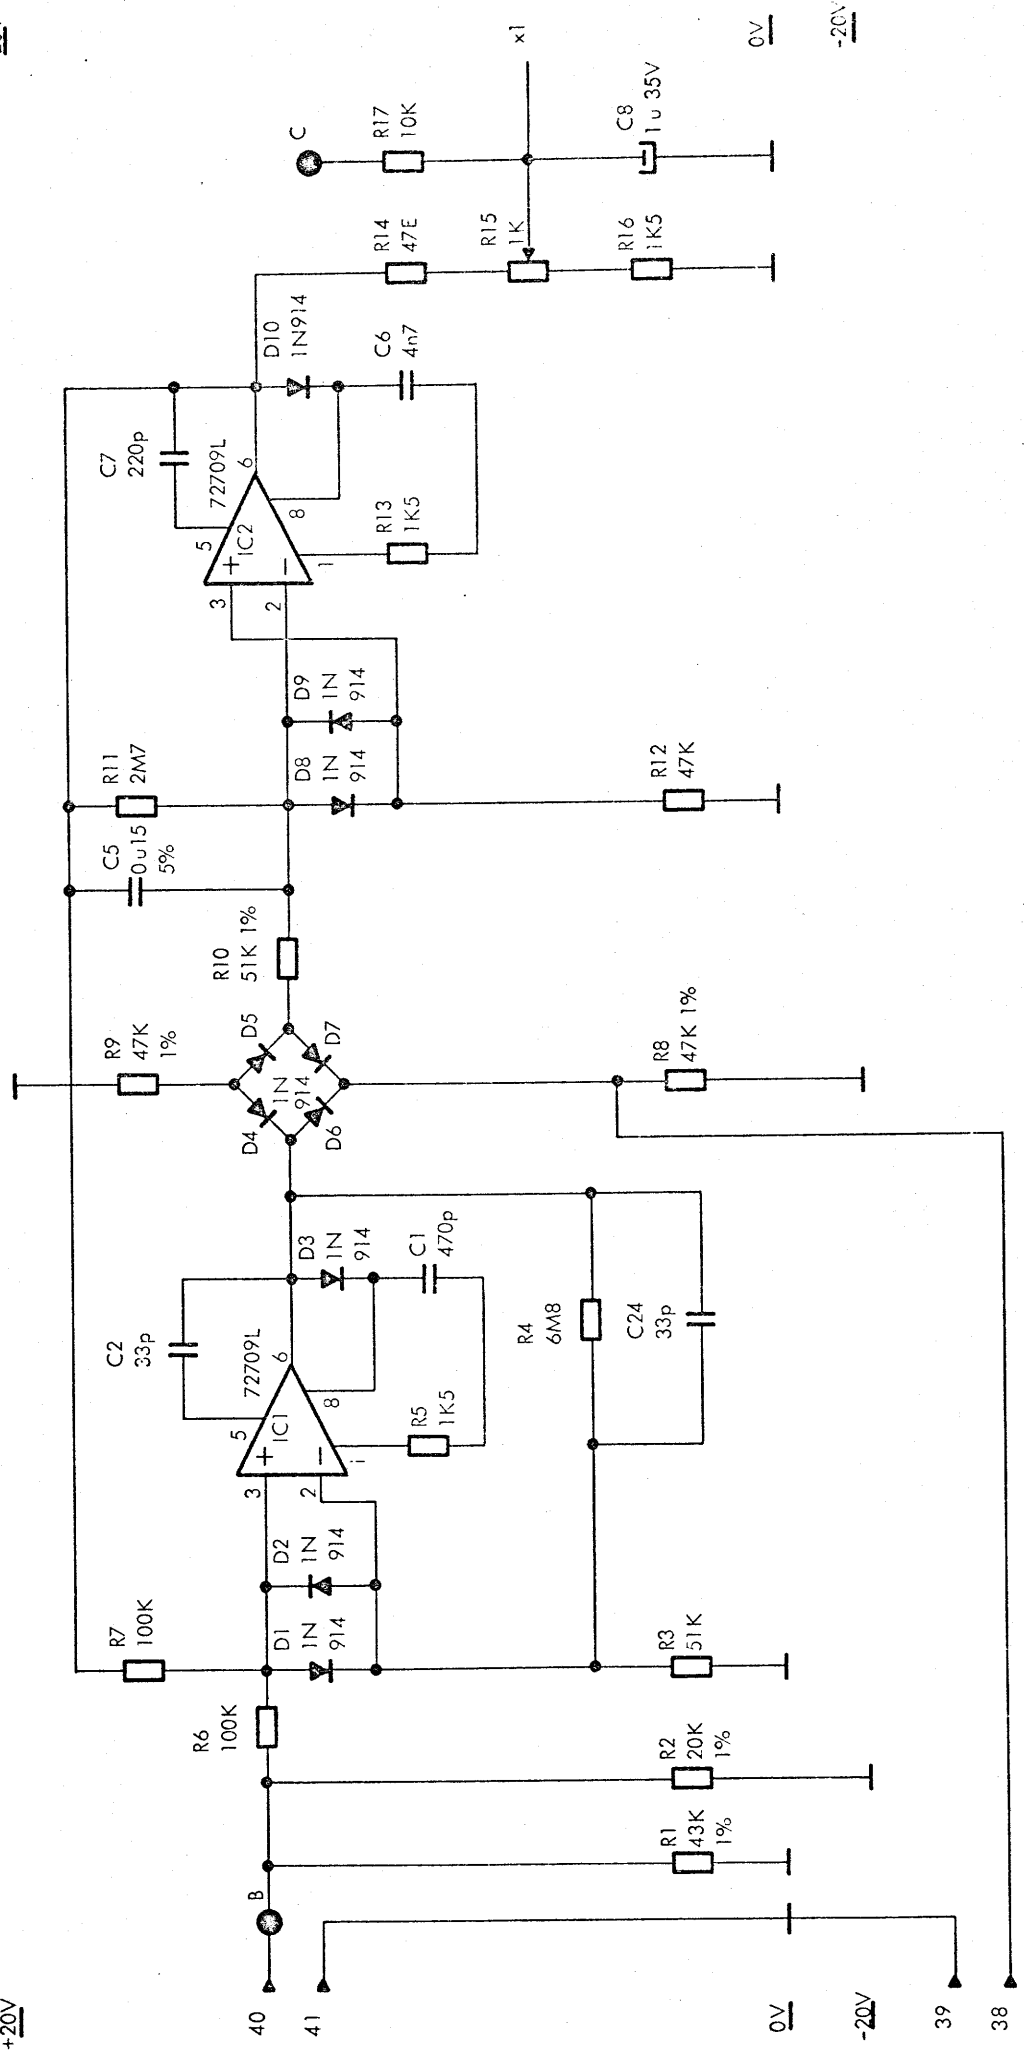 +20V
40
41
B
0V
-20V
39
38
R1
43K
1%
R2
20K
1%
R6
100K
R7
100K
D1
1N
914
D2
1N
914
R3
51K
3
2
+
−
IC1
5
72709L
6
8
R5
1K5
C2
33p
D3
1N
914
C1
470p
R4
6M8
C24
33p
D4
D5
D6
D7
1N
914
R9
47K
1%
R8
47K 1%
R10
51K 1%
C5
0u15
5%
R11
2M7
D8
1N
914
D9
1N
914
R12
47K
3
2
+
−
IC2
5
72709L
6
8
1
R13
1K5
C7
220p
D10
1N914
C6
4n7
R14
47E
R15
1K
R16
1K5
C
R17
10K
C8
1u 35V
x1
0V
-20V